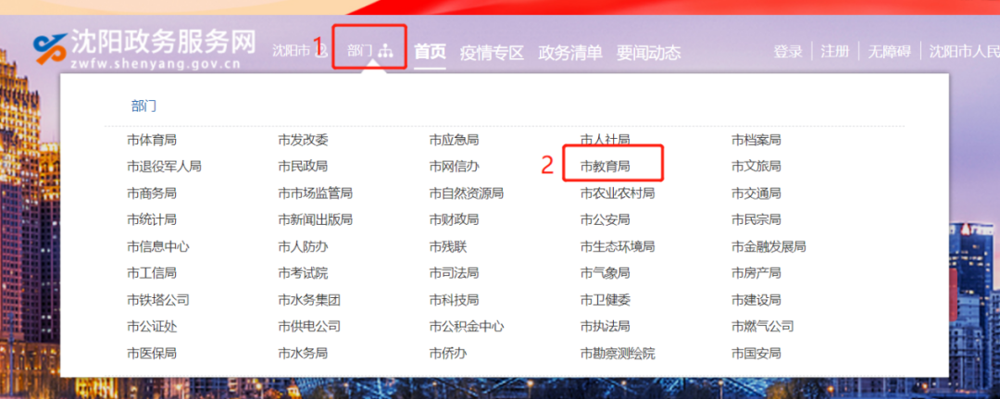 沈阳政务服务网
zwfw.shenyang.gov.cn
沈阳市
1
部门
首页 疫情专区 政务清单 要闻动态
登录 注册 无障碍 沈阳市人民
部门
市体育局 市发改委 市应急局 市人社局 市档案局
市退役军人局 市民政局 市网信办 2 市教育局 市文旅局
市商务局 市市场监管局 市自然资源局 市农业农村局 市交通局
市统计局 市新闻出版局 市财政局 市公安局 市民宗局
市信息中心 市人防办 市残联 市生态环境局 市金融发展局
市工信局 市考试院 市司法局 市气象局 市房产局
市铁塔公司 市水务集团 市科技局 市卫健委 市建设局
市公证处 市供电公司 市公积金中心 市执法局 市燃气公司
市医保局 市水务局 市侨办 市勘察测绘院 市国安局